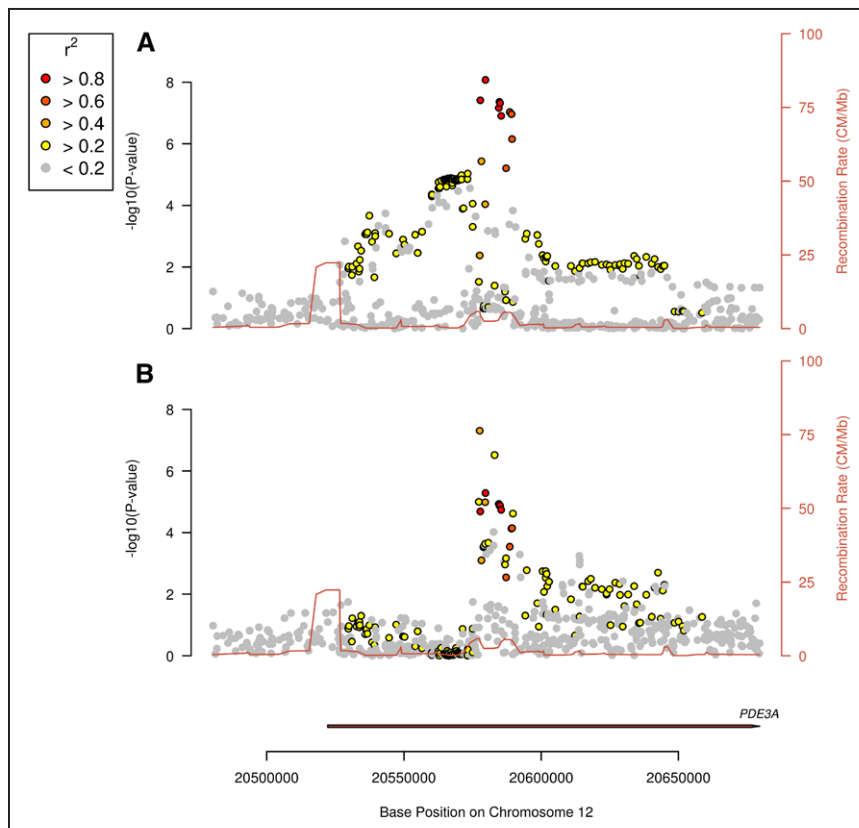 r²
> 0.8
> 0.6
> 0.4
> 0.2
< 0.2
A
8
6
4
2
0
-log10(P-value)
100
75
50
25
0
Recombination Rate (CM/Mb)
B
8
6
4
2
0
-log10(P-value)
100
75
50
25
0
Recombination Rate (CM/Mb)
PDE3A
20500000 20550000 20600000 20650000
Base Position on Chromosome 12